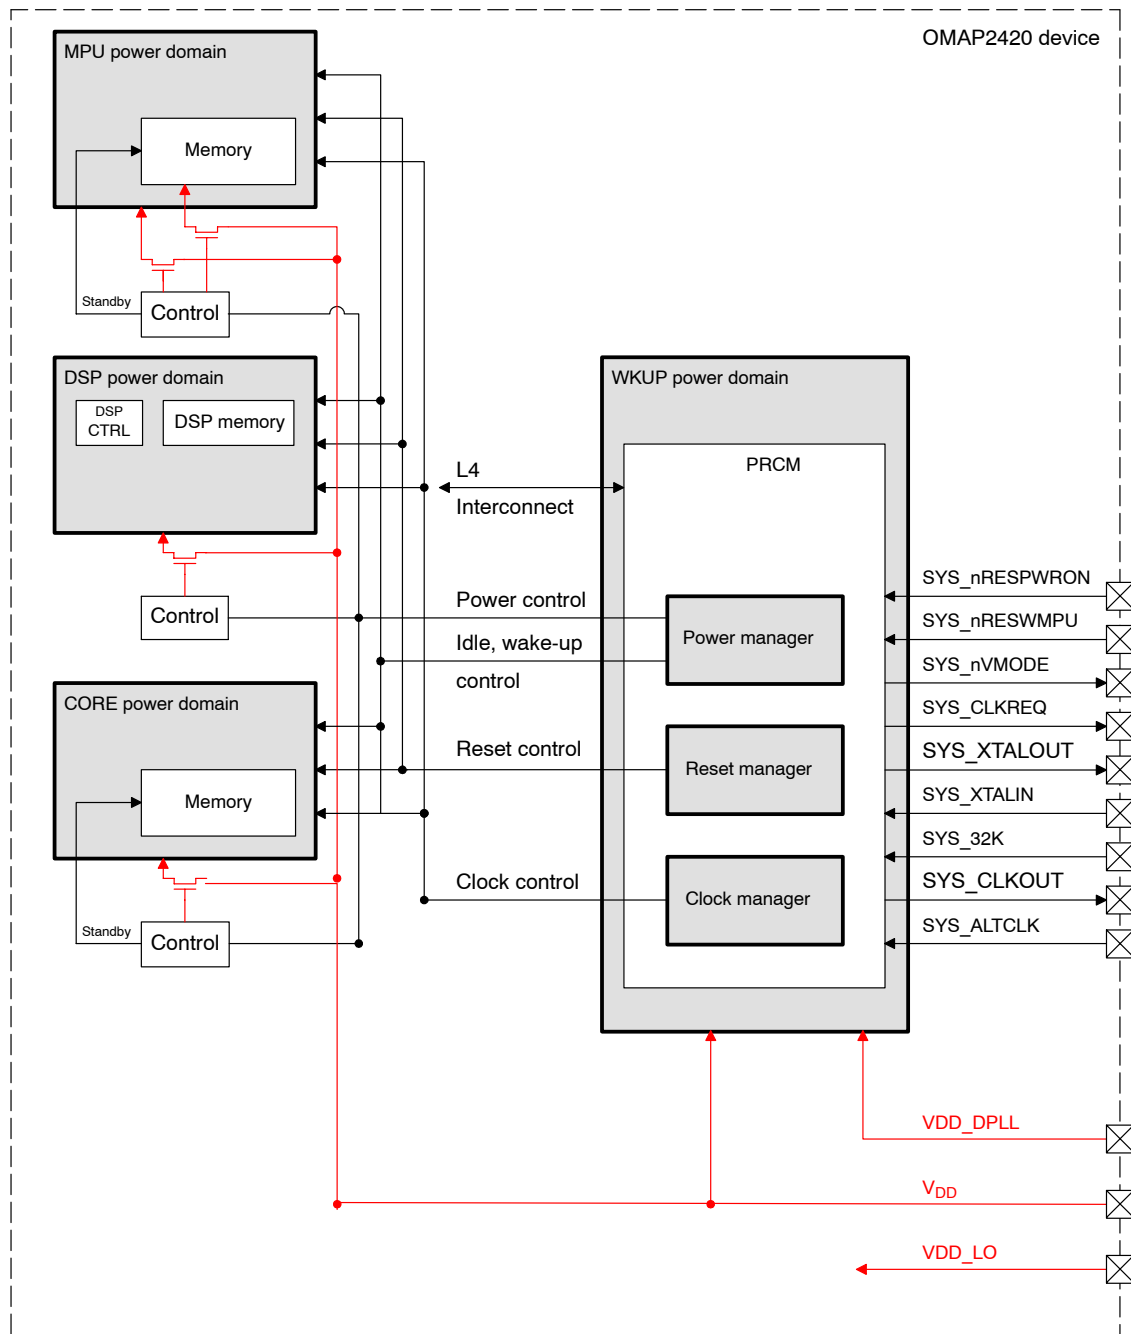 OMAP2420 device
MPU power domain
Memory
Standby
Control
DSP power domain
DSP
CTRL
DSP memory
Control
CORE power domain
Memory
Standby
Control
L4
Interconnect
Power control
Idle, wake-up
control
Reset control
Clock control
WKUP power domain
PRCM
Power manager
Reset manager
Clock manager
SYS_nRESPWRON
SYS_nRESWMPU
SYS_nVMODE
SYS_CLKREQ
SYS_XTALOUT
SYS_XTALIN
SYS_32K
SYS_CLKOUT
SYS_ALTCLK
VDD_DPLL
VDD
VDD_LO